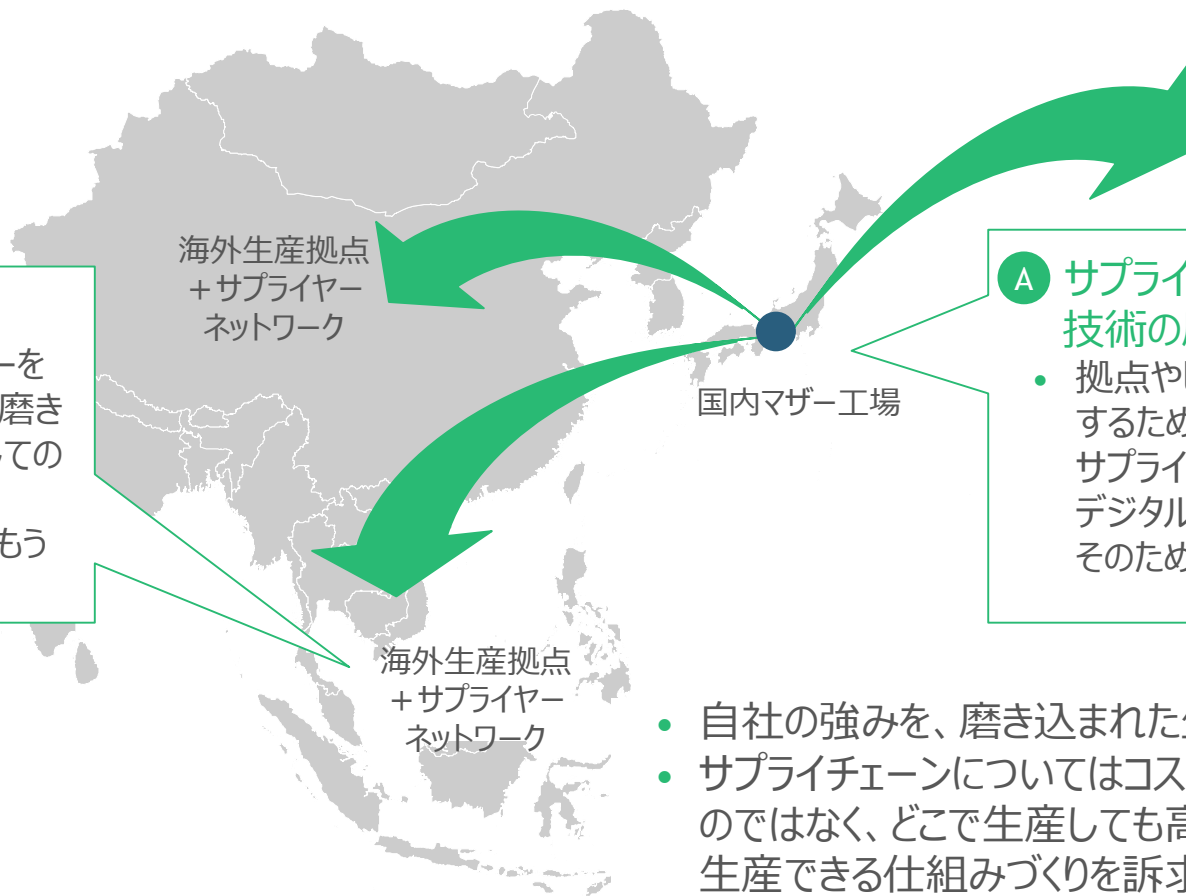 海外生産拠点
+サプライヤー
ネットワーク
ーを
磨き
ての
もう
国内マザー工場
A サプライ
技術の
• 拠点や
するため
サプライ
デジタル
そのため
海外生産拠点
+サプライヤー
ネットワーク
• 自社の強みを、磨き込まれた
• サプライチェーンについてはコス
のではなく、どこで生産しても高
生産できる仕組みづくりを訴求